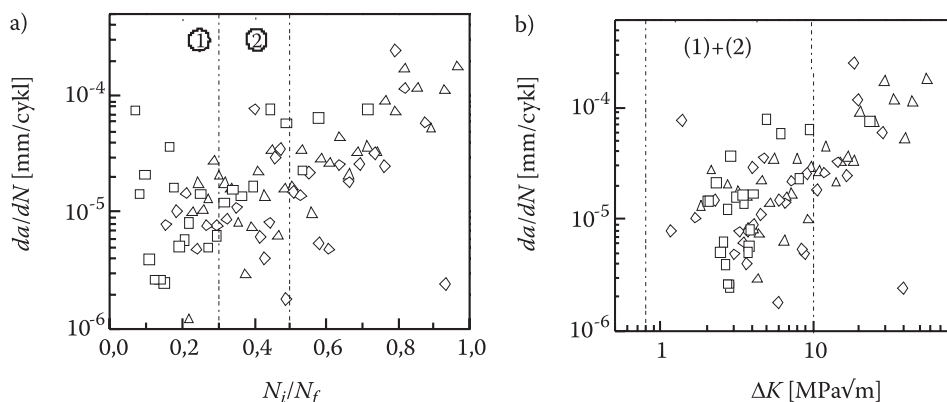 a)
1 2
da/dN [mm/cykl]
10⁻⁴
10⁻⁵
10⁻⁶
0,0 0,2 0,4 0,6 0,8 1,0
Nᵢ/N_f
b)
(1)+(2)
da/dN [mm/cykl]
10⁻⁴
10⁻⁵
10⁻⁶
1 10
ΔK [MPa√m]